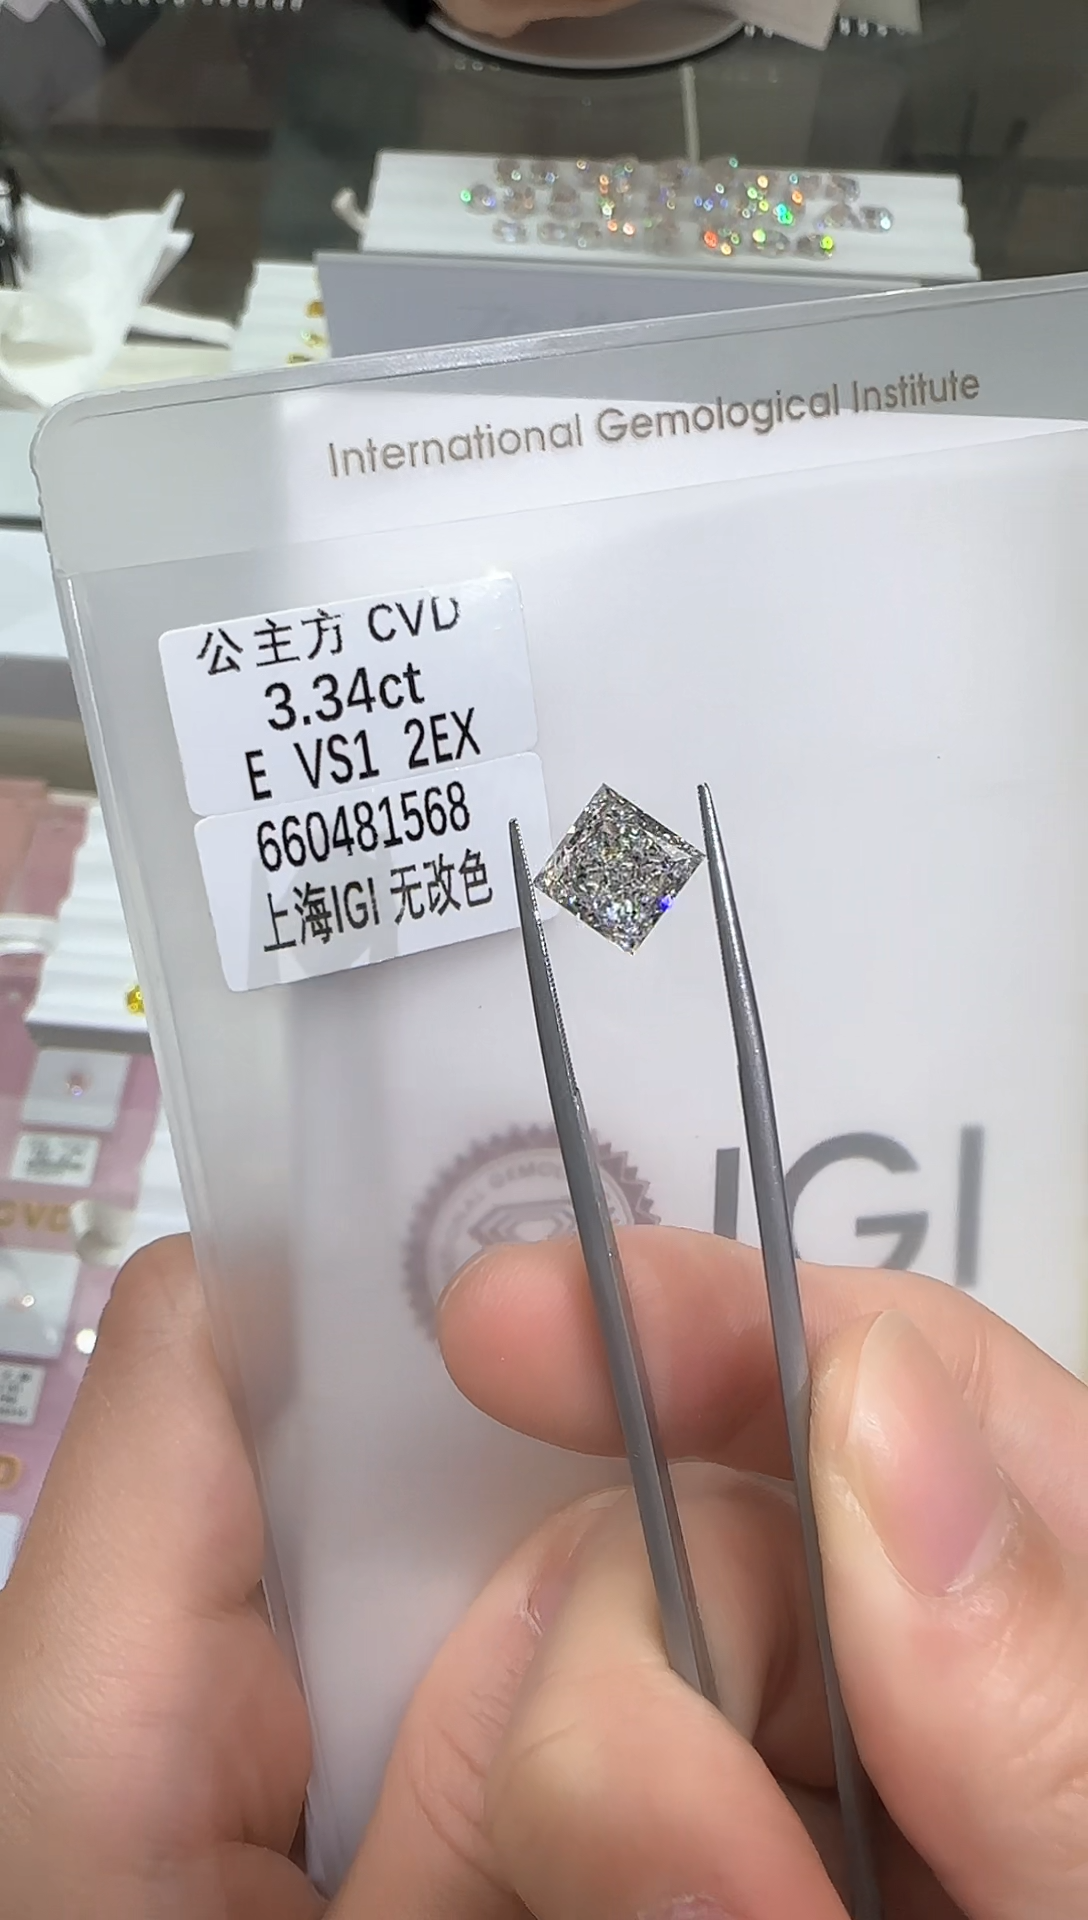 International Gemological Institute
公主方 CVD
3.34ct
E VS1 2EX
660481568
上海IGI 无改色
IGI
CVD